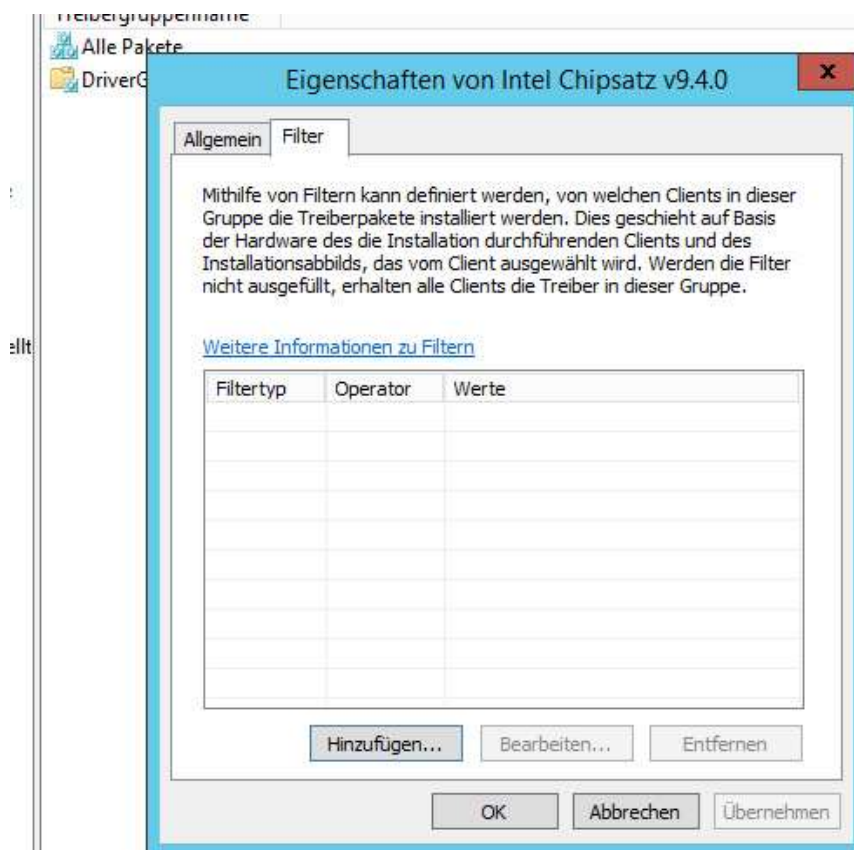 Treibergruppenname
Alle Pakete
DriverG
Eigenschaften von Intel Chipsatz v9.4.0
x
Allgemein
Filter
Mithilfe von Filtern kann definiert werden, von welchen Clients in dieser
Gruppe die Treiberpakete installiert werden. Dies geschieht auf Basis
der Hardware des die Installation durchführenden Clients und des
Installationsabbilds, das vom Client ausgewählt wird. Werden die Filter
nicht ausgefüllt, erhalten alle Clients die Treiber in dieser Gruppe.
ellt
Weitere Informationen zu Filtern
Filtertyp Operator Werte
Hinzufügen... Bearbeiten... Entfernen
OK Abbrechen Übernehmen